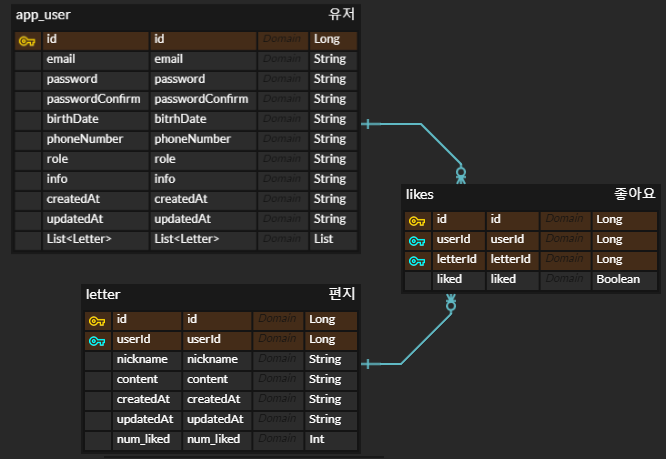 app_user 유저
id id Domain Long
email email Domain String
password password Domain String
passwordConfirm passwordConfirm Domain String
birthDate bitrhDate Domain String
phoneNumber phoneNumber Domain String
role role Domain String
info info Domain String
createdAt createdAt Domain String
updatedAt updatedAt Domain String
List<Letter> List<Letter> Domain List
likes 좋아요
id id Domain Long
userId userId Domain Long
letterId letterId Domain Long
liked liked Domain Boolean
letter 편지
id id Domain Long
userId userId Domain Long
nickname nickname Domain String
content content Domain String
createdAt createdAt Domain String
updatedAt updatedAt Domain String
num_liked num_liked Domain Int